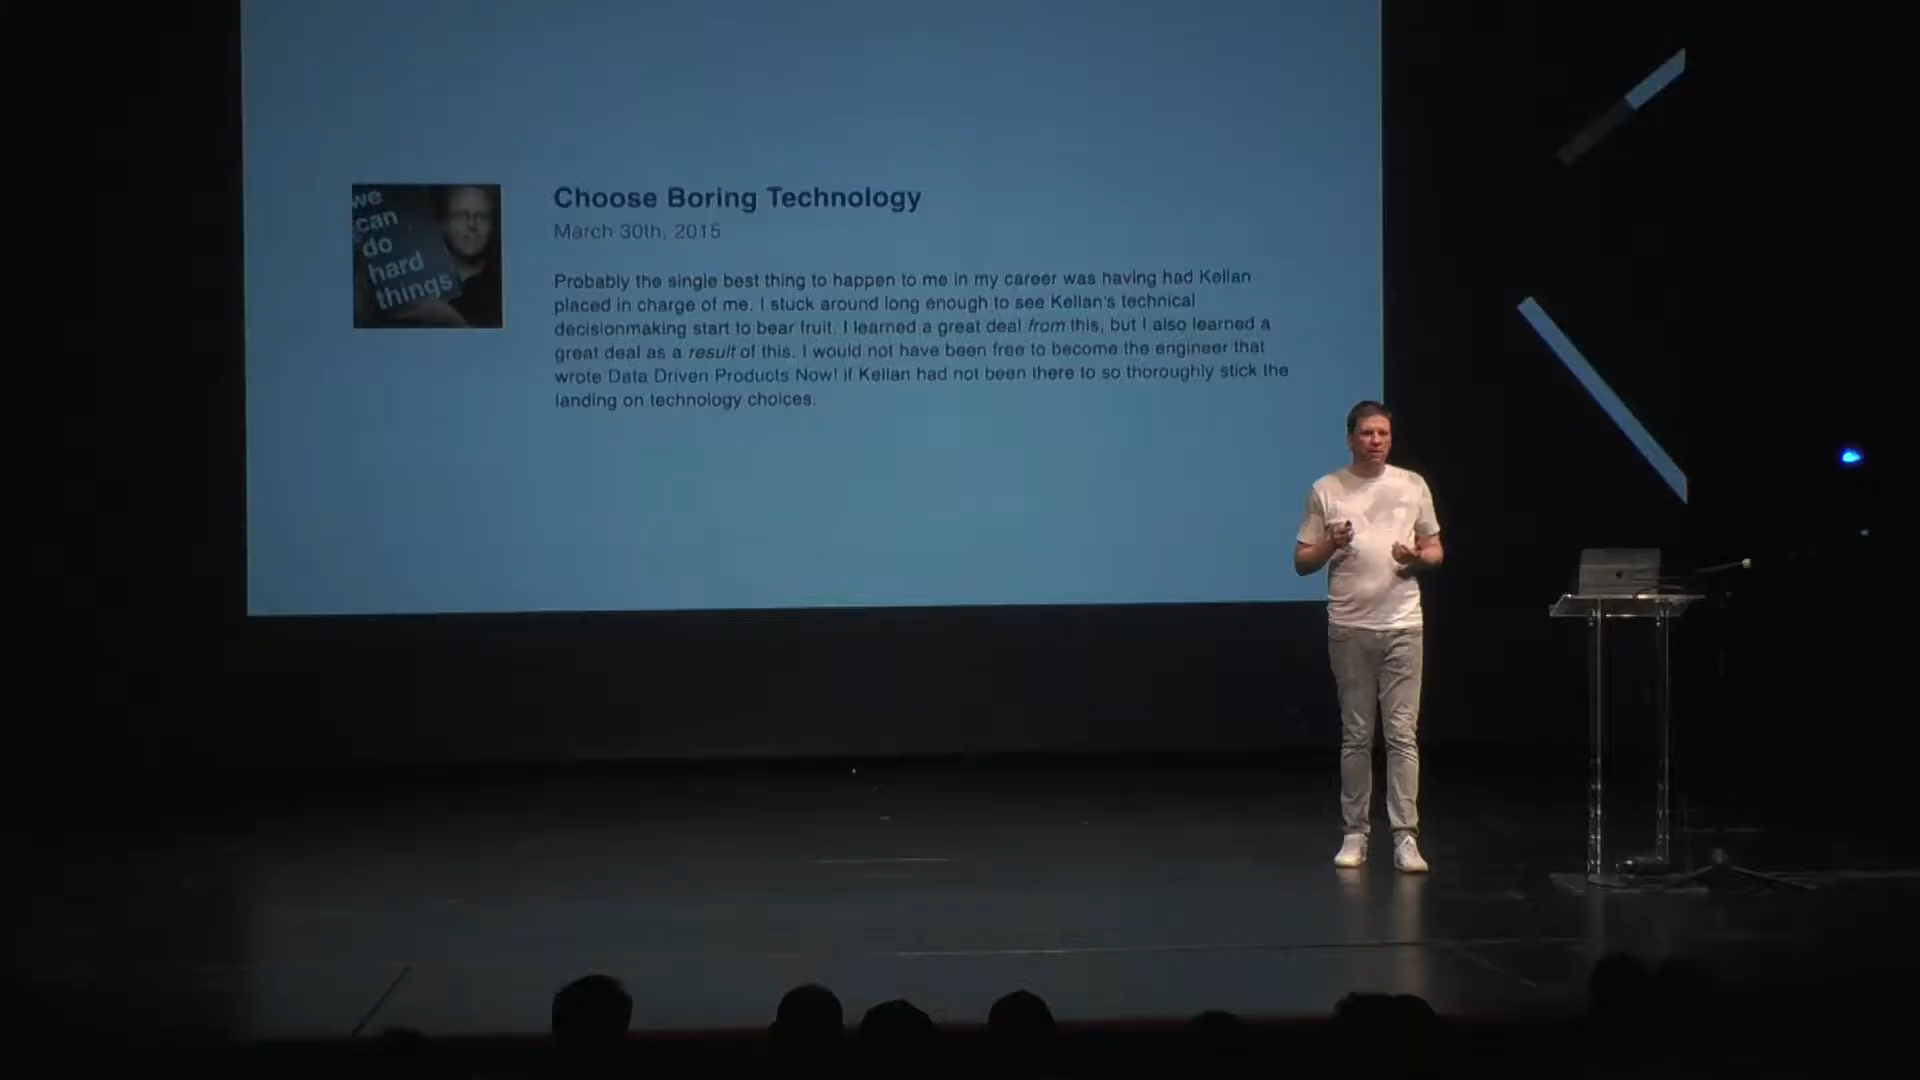 we
can
do
hard
things
Choose Boring Technology
March 30th, 2015
Probably the single best thing to happen to me in my career was having had Kellan
placed in charge of me. I stuck around long enough to see Kellan's technical
decisionmaking start to bear fruit. I learned a great deal from this, but I also learned a
great deal as a result of this. I would not have been free to become the engineer that
wrote Data Driven Products Now! if Kellan had not been there to so thoroughly stick the
landing on technology choices.